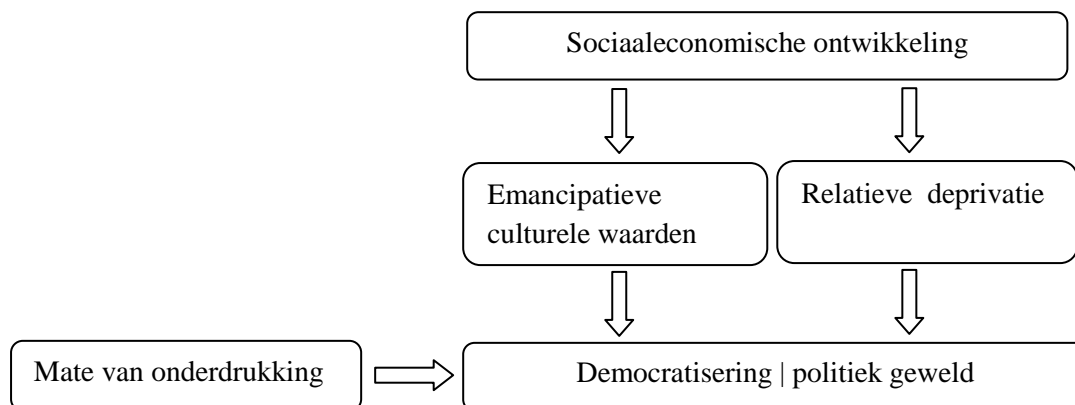 Sociaaleconomische ontwikkeling
Emancipatieve
culturele waarden
Relatieve deprivatie
Mate van onderdrukking
Democratisering | politiek geweld